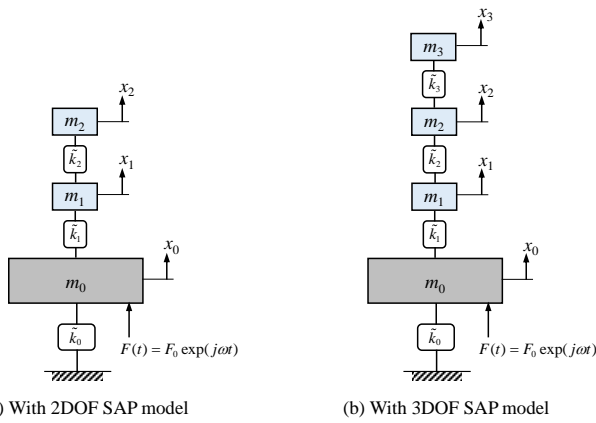 x₃
m₃
k̃₃
x₂
x₂
m₂
m₂
k̃₂
k̃₂
x₁
x₁
m₁
m₁
k̃₁
k̃₁
x₀
x₀
m₀
m₀
k̃₀
F(t) = F₀ exp(jωt)
k̃₀
F(t) = F₀ exp(jωt)
) With 2DOF SAP model
(b) With 3DOF SAP model